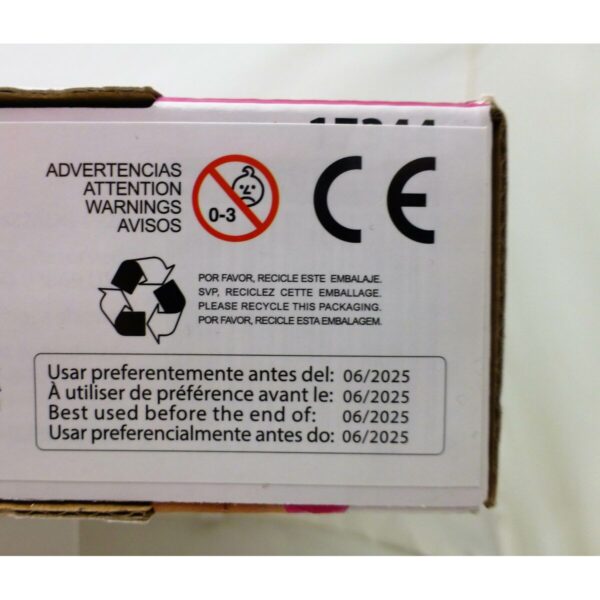 ADVERTENCIAS
ATTENTION
WARNINGS
AVISOS
0-3
CE
POR FAVOR, RECICLE ESTE EMBALAJE.
SVP, RECICLEZ CETTE EMBALLAGE.
PLEASE RECYCLE THIS PACKAGING.
POR FAVOR, RECICLE ESTA EMBALAGEM.
Usar preferentemente antes del: 06/2025
À utiliser de préférence avant le: 06/2025
Best used before the end of: 06/2025
Usar preferencialmente antes do: 06/2025